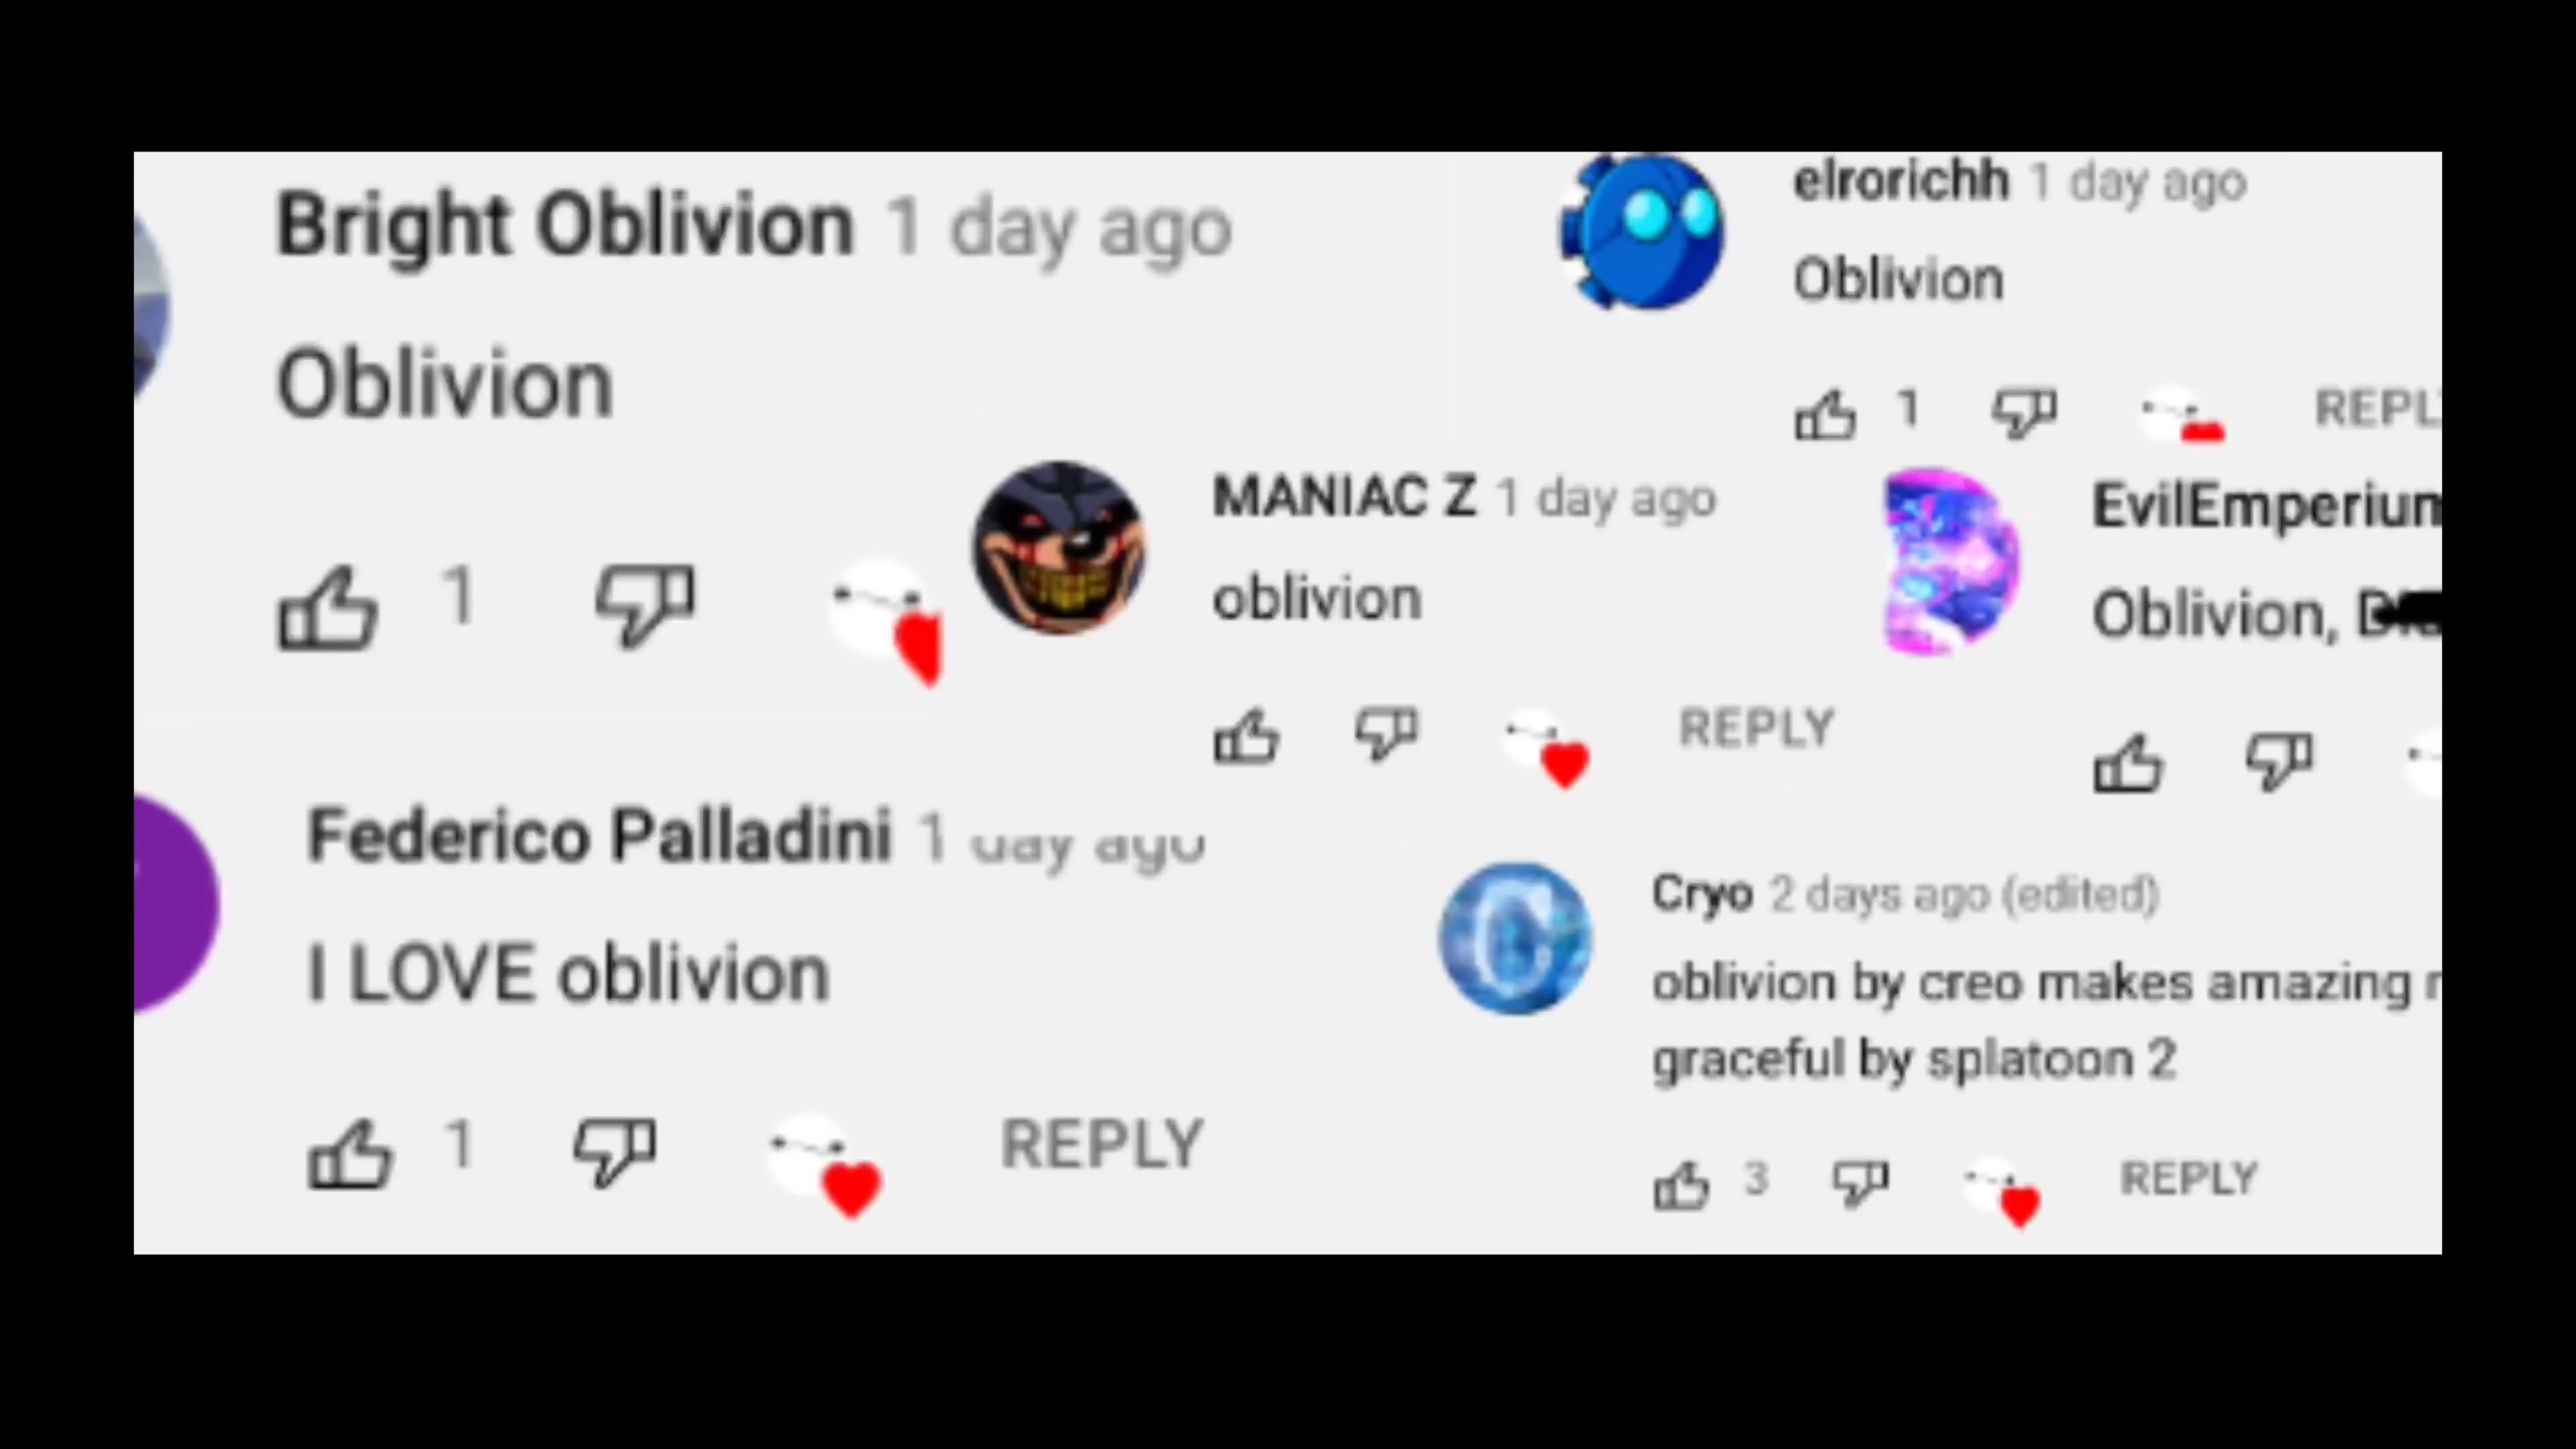 Bright Oblivion 1 day ago
Oblivion
1
elrorichh 1 day ago
Oblivion
1
MANIAC Z 1 day ago
oblivion
REPLY
Oblivion,
Federico Palladini 1 day ago
I LOVE oblivion
1 REPLY
Cryo 2 days ago (edited)
oblivion by creo makes amazing
graceful by splatoon 2
3 REPLY